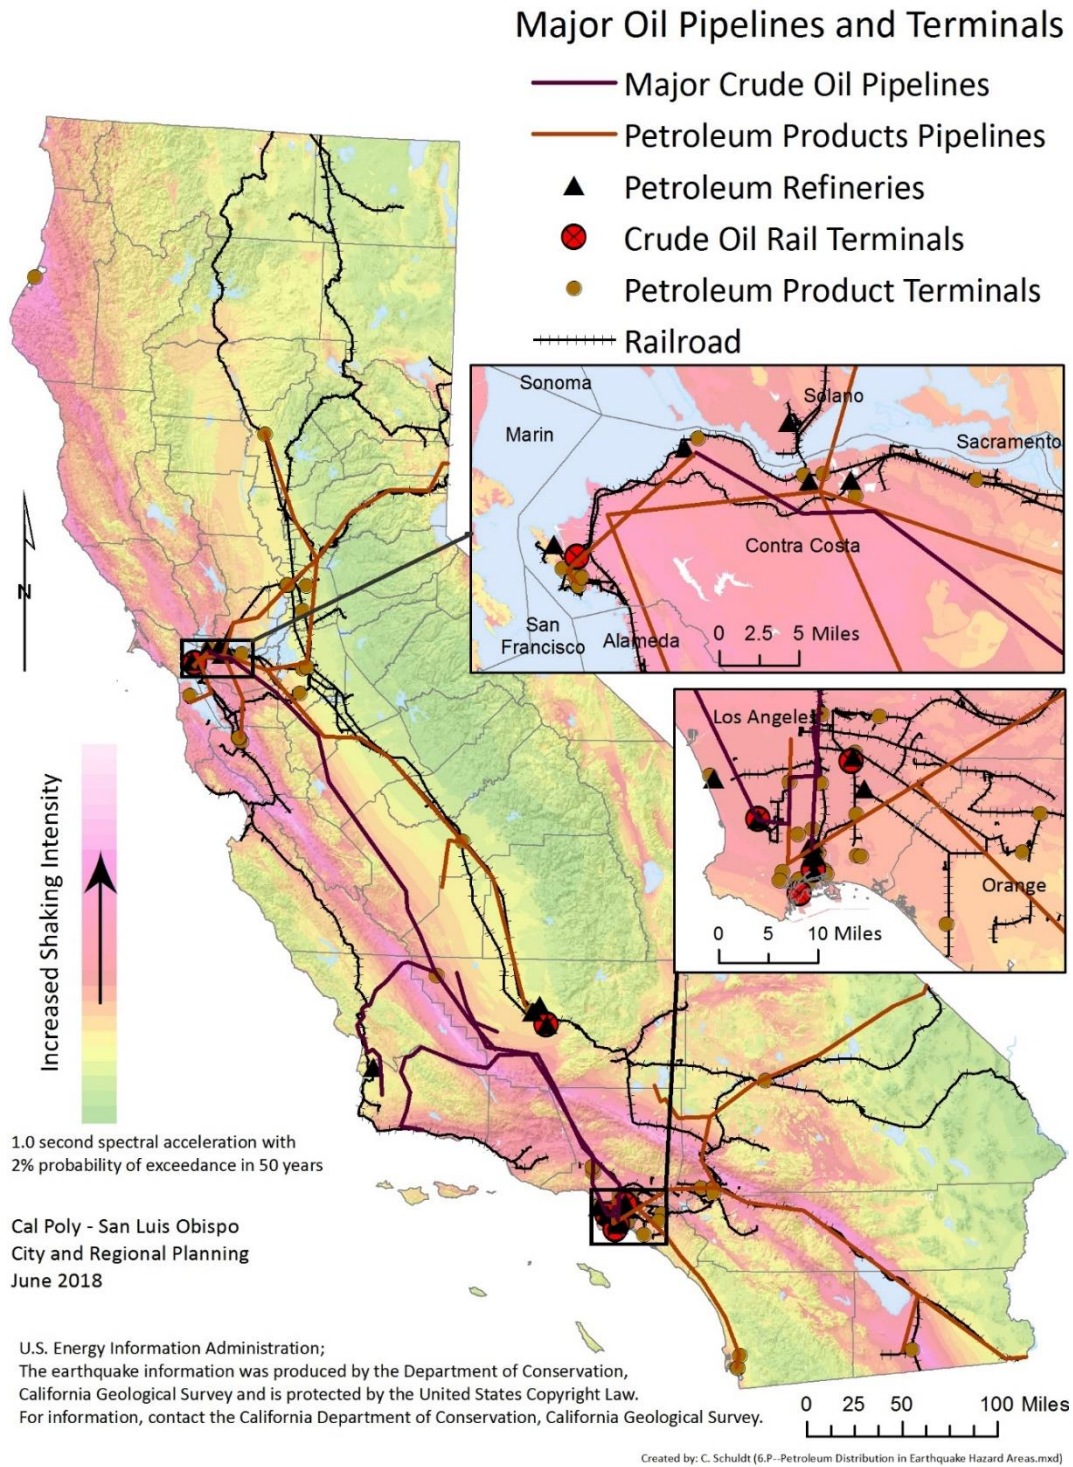 Major Oil Pipelines and Terminals
Major Crude Oil Pipelines
Petroleum Products Pipelines
Petroleum Refineries
Crude Oil Rail Terminals
Petroleum Product Terminals
Railroad
Sonoma
Solano
Marin
Sacramento
Contra Costa
San
Francisco
Alameda
0 2.5 5 Miles
N
Los Angeles
Orange
0 5 10 Miles
Increased Shaking Intensity
1.0 second spectral acceleration with
2% probability of exceedance in 50 years
Cal Poly - San Luis Obispo
City and Regional Planning
June 2018
U.S. Energy Information Administration;
The earthquake information was produced by the Department of Conservation,
California Geological Survey and is protected by the United States Copyright Law.
For information, contact the California Department of Conservation, California Geological Survey.
0 25 50 100 Miles
Created by: C. Schuldt (6.P--Petroleum Distribution in Earthquake Hazard Areas.mxd)